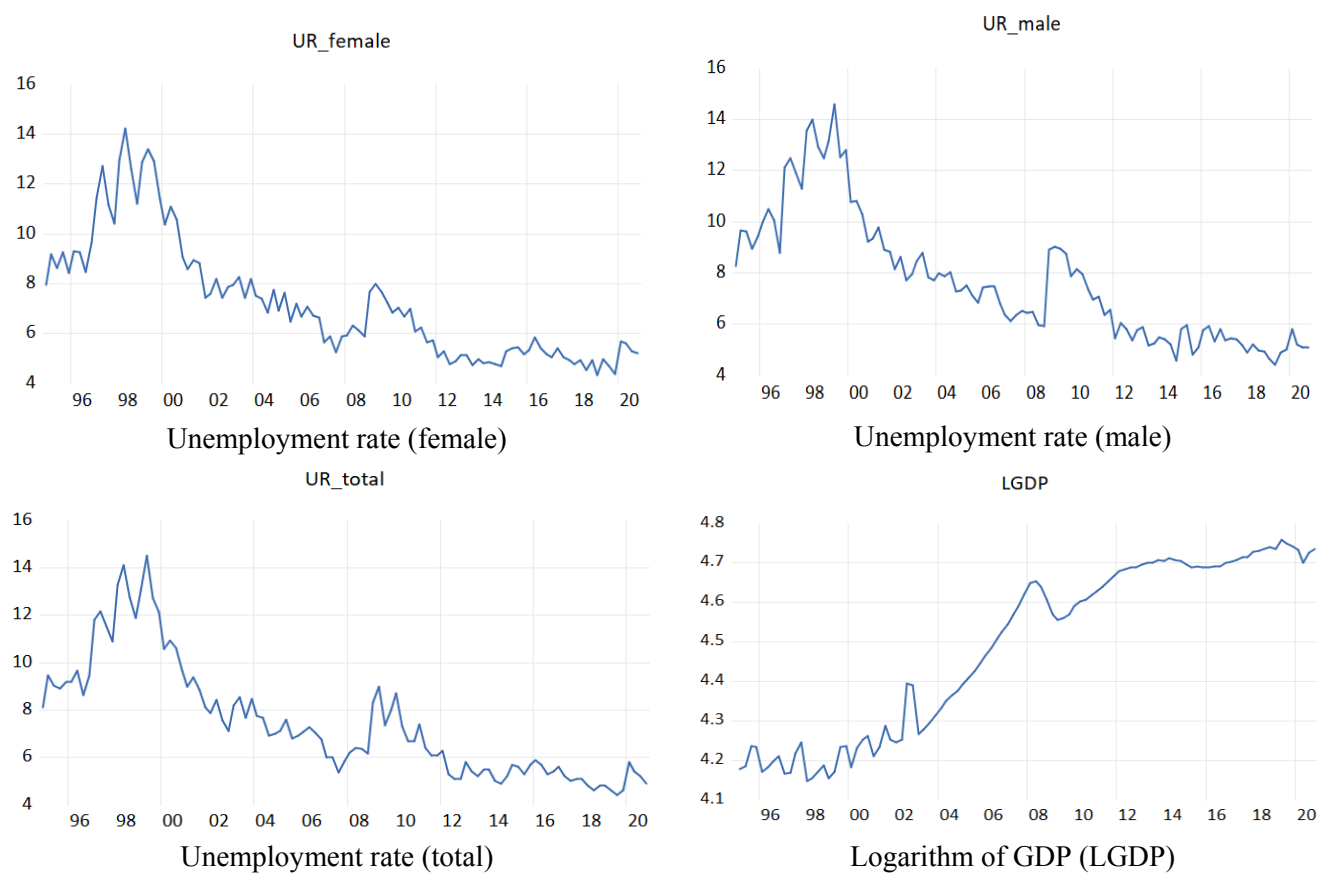 UR_female
16
14
12
10
8
6
4
96 98 00 02 04 06 08 10 12 14 16 18 20
Unemployment rate (female)
UR_male
16
14
12
10
8
6
4
96 98 00 02 04 06 08 10 12 14 16 18 20
Unemployment rate (male)
UR_total
16
14
12
10
8
6
4
96 98 00 02 04 06 08 10 12 14 16 18 20
Unemployment rate (total)
LGDP
4.8
4.7
4.6
4.5
4.4
4.3
4.2
4.1
96 98 00 02 04 06 08 10 12 14 16 18 20
Logarithm of GDP (LGDP)